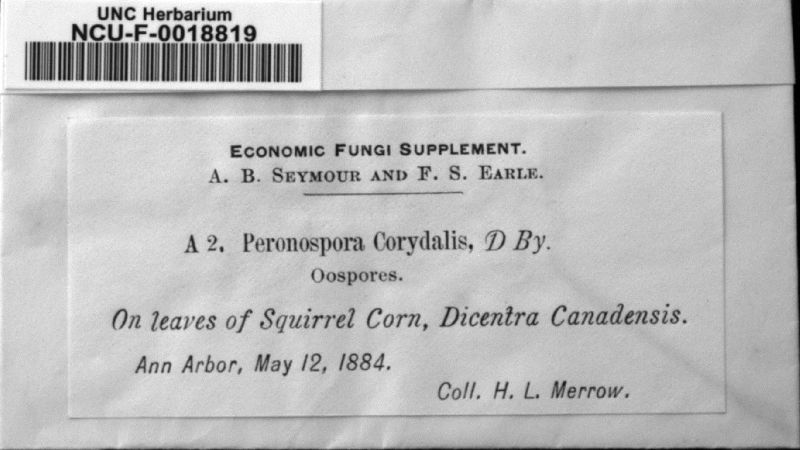 UNC Herbarium
NCU-F-0018819
ECONOMIC FUNGI SUPPLEMENT.
A. B. SEYMOUR AND F. S. EARLE.
A 2. Peronospora Corydalis, D By.
Oospores.
On leaves of Squirrel Corn, Dicentra Canadensis.
Ann Arbor, May 12, 1884.
Coll. H. L. Merrow.